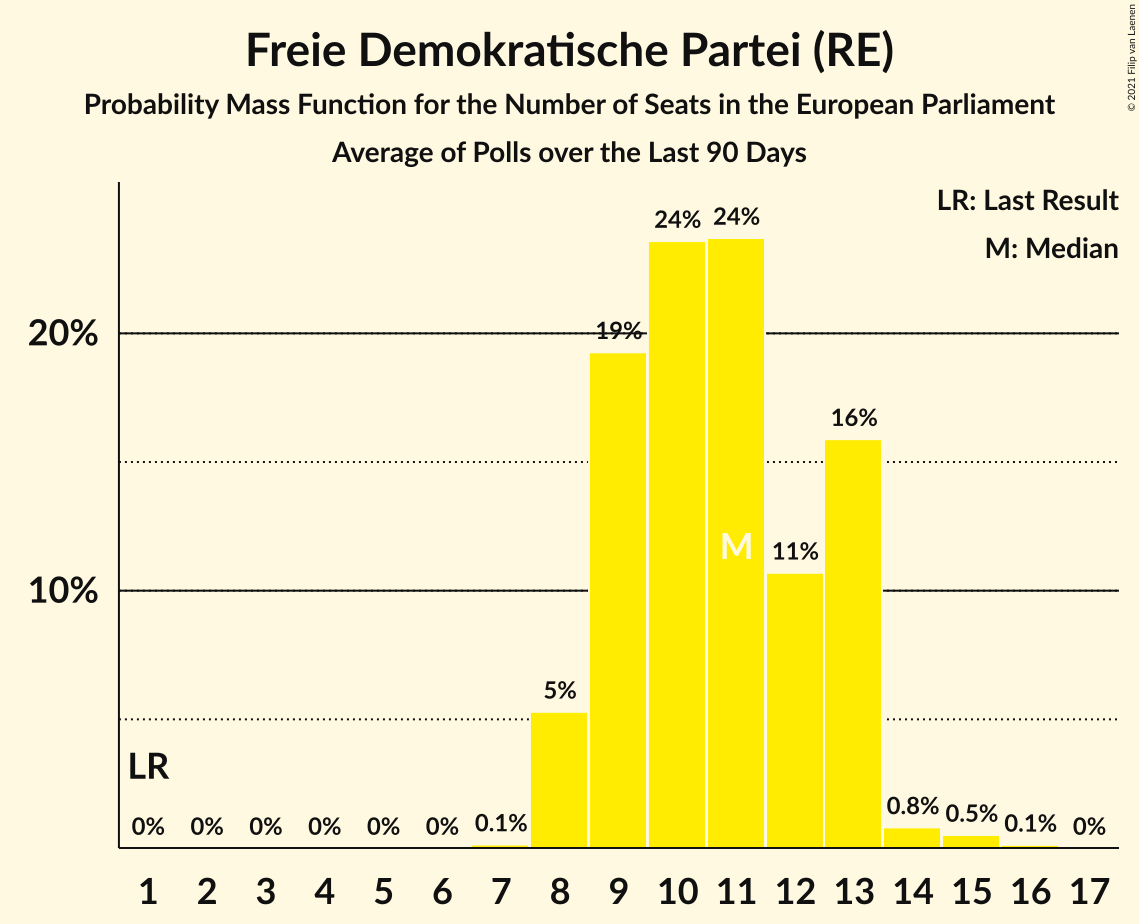 Freie Demokratische Partei (RE)
Probability Mass Function for the Number of Seats in the European Parliament
Average of Polls over the Last 90 Days
© 2021 Filip van Laenen
LR: Last Result
M: Median
24% 24%
20% 19%
16%
M 11%
10%
5%
LR
0% 0% 0% 0% 0% 0% 0.1% 0.8% 0.5% 0.1% 0%
1 2 3 4 5 6 7 8 9 10 11 12 13 14 15 16 17